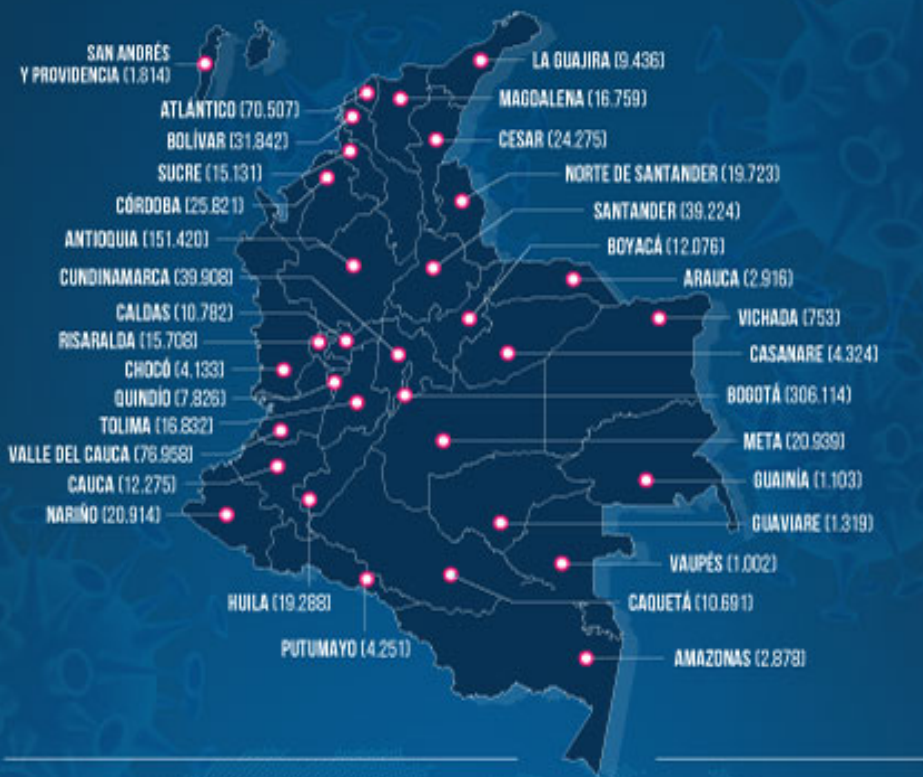 SAN ANDRÉS
Y PROVIDENCIA (1.814)
ATLÁNTICO (70.507)
BOLÍVAR (31.842)
SUCRE (15.131)
CÓRDOBA (25.821)
ANTIOQUIA (151.420)
CUNDINAMARCA (39.908)
CALDAS (10.782)
RISARALDA (15.708)
CHOCÓ (4.133)
QUINDÍO (7.826)
TOLIMA (16.832)
VALLE DEL CAUCA (76.958)
CAUCA (12.275)
NARIÑO (20.914)
HUILA (19.288)
PUTUMAYO (4.251)
LA GUAJIRA (9.436)
MAGDALENA (16.759)
CESAR (24.275)
NORTE DE SANTANDER (19.723)
SANTANDER (39.224)
BOYACÁ (12.076)
ARAUCA (2.916)
VICHADA (753)
CASANARE (4.324)
BOGOTÁ (306.114)
META (20.939)
GUAINÍA (1.103)
GUAVIARE (1.319)
VAUPÉS (1.002)
CAQUETÁ (10.691)
AMAZONAS (2.878)